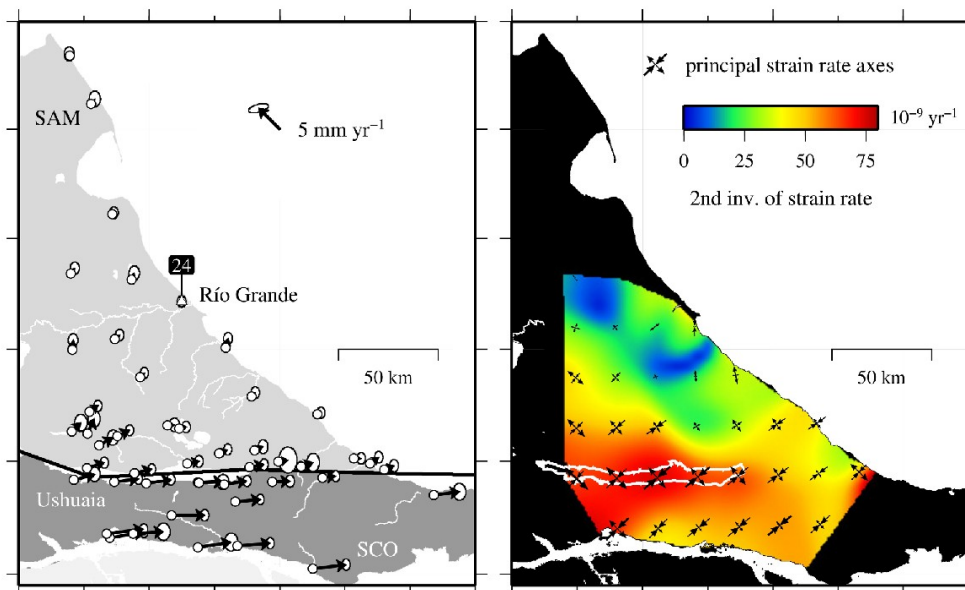 SAM
5 mm yr⁻¹
24
Río Grande
50 km
Ushuaia
SCO
principal strain rate axes
10⁻⁹ yr⁻¹
0 25 50 75
2nd inv. of strain rate
50 km